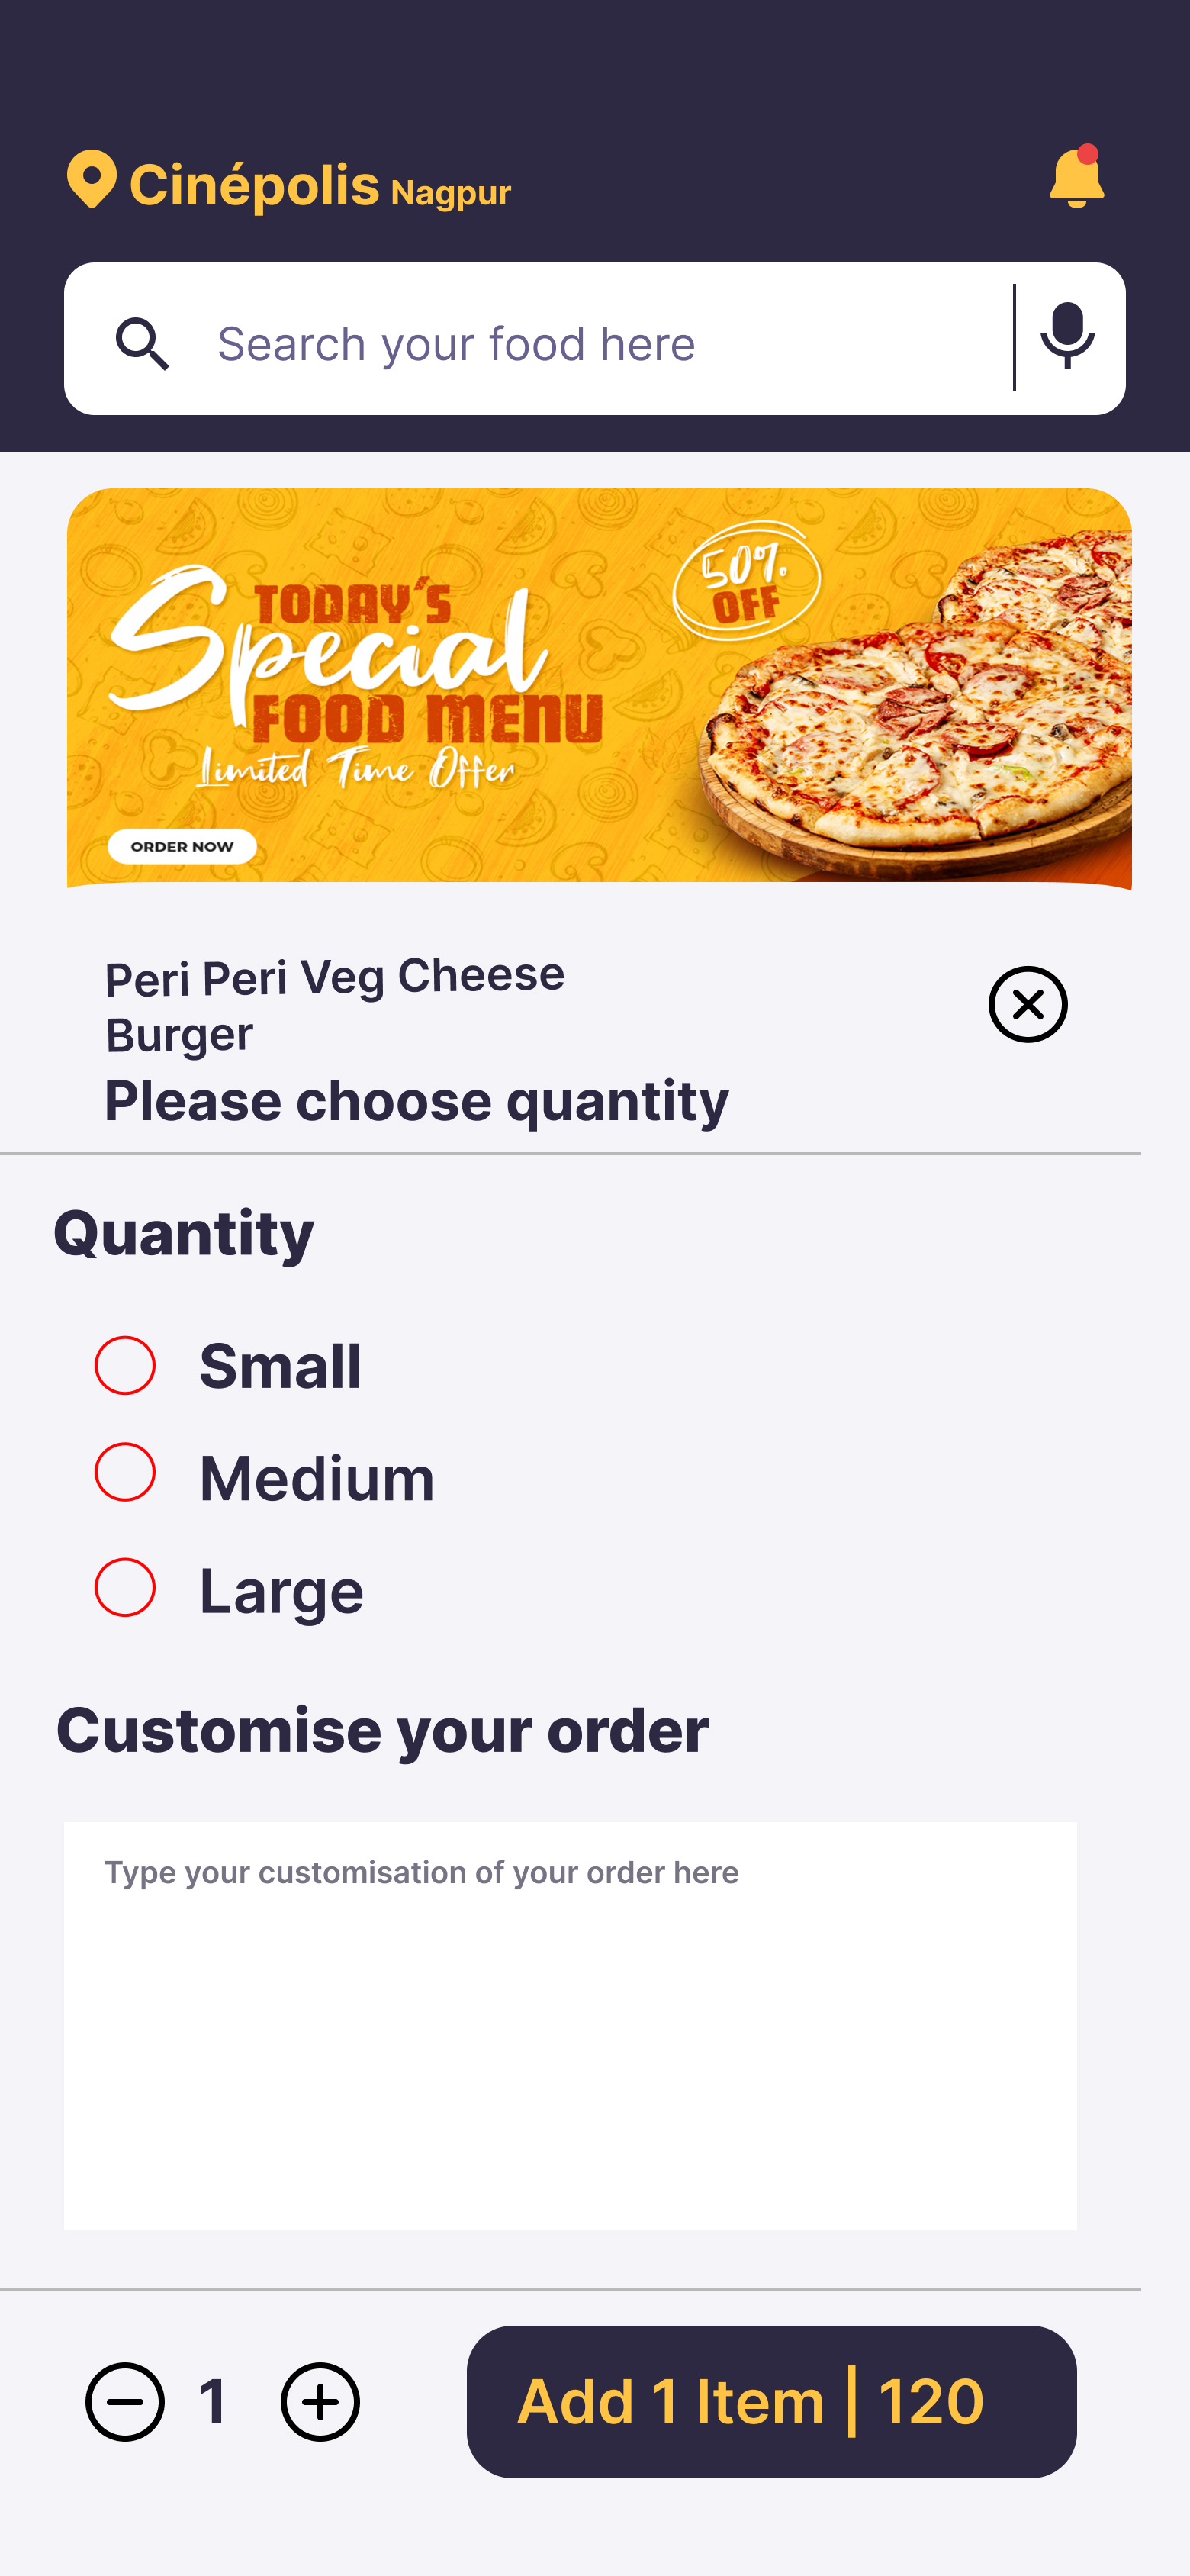 Cinépolis Nagpur
Search your food here
TODAY'S
Special
50%
OFF
FOOD MENU
Limited Time Offer
ORDER NOW
Peri Peri Veg Cheese
Burger
Please choose quantity
Quantity
Small
Medium
Large
Customise your order
Type your customisation of your order here
1
Add 1 Item | 120